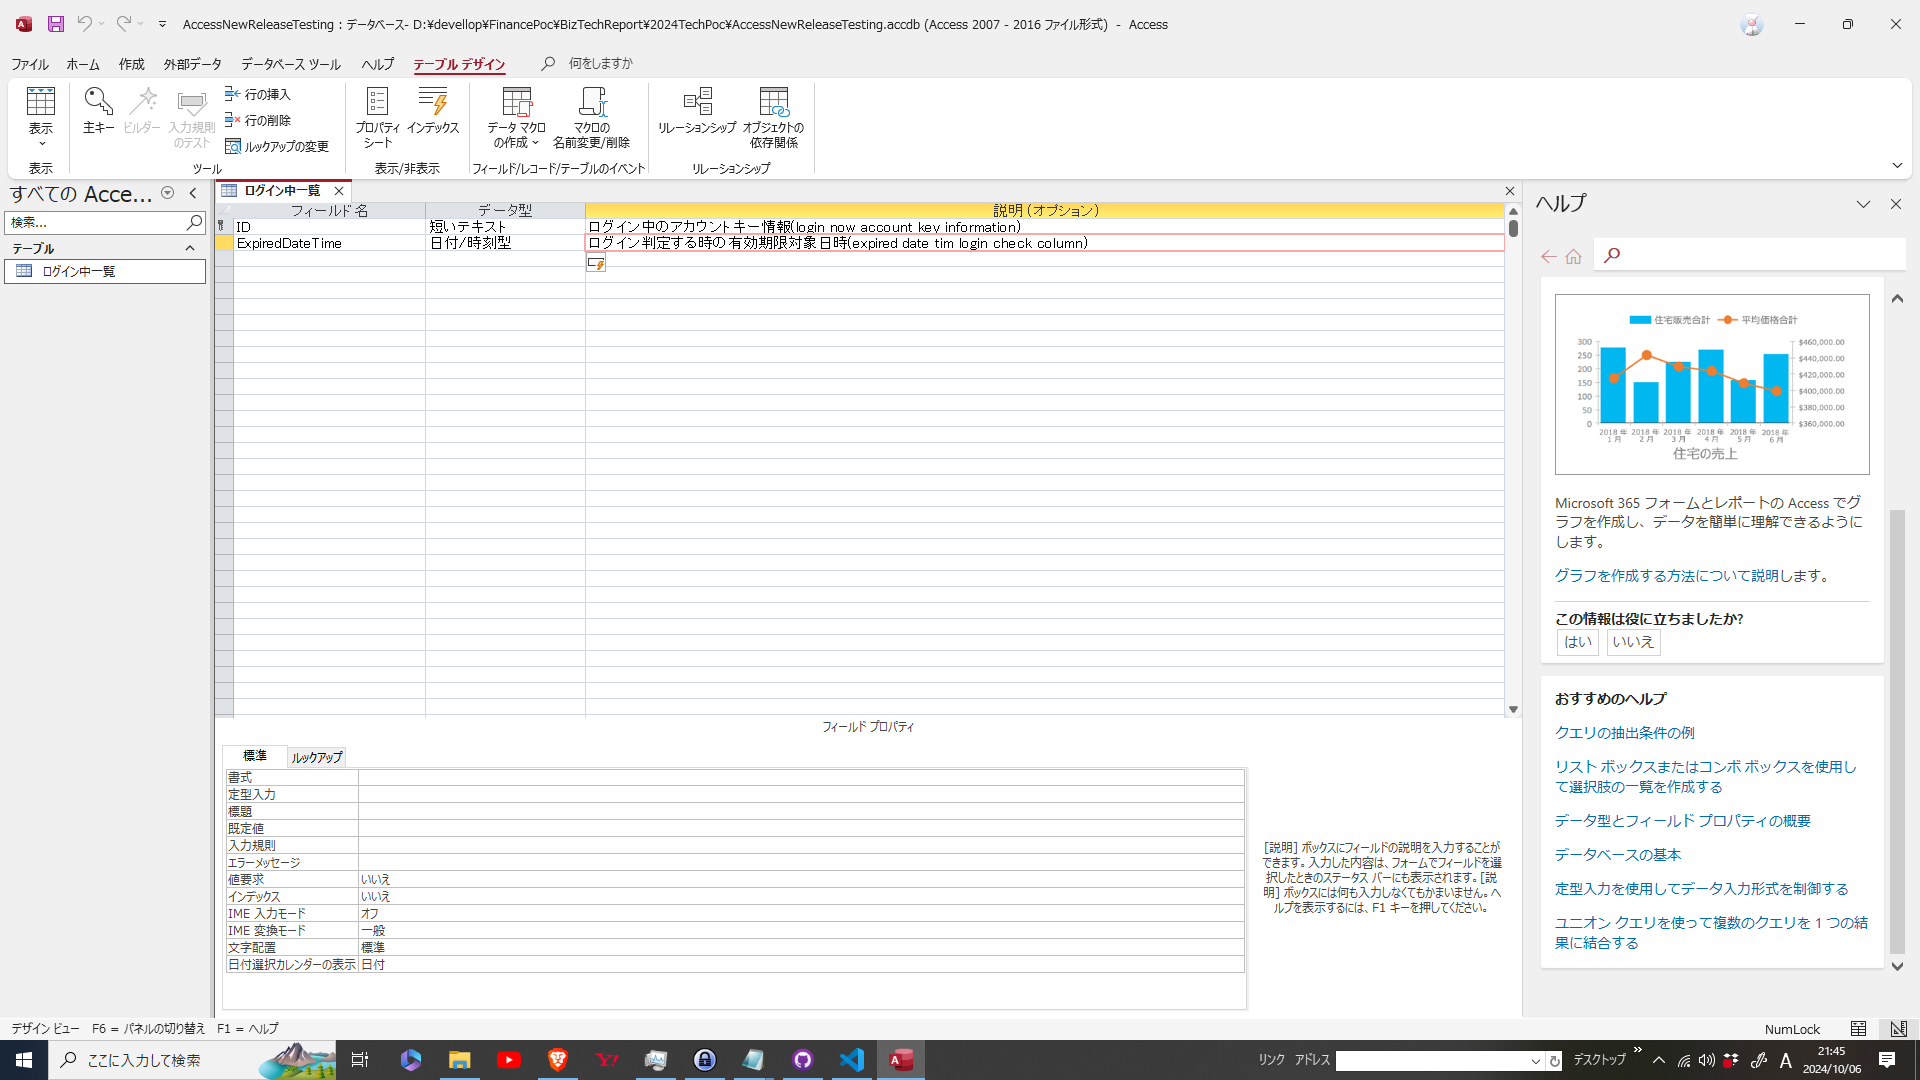 AccessNewReleaseTesting : データベース- D:¥devellop¥FinancePoc¥BizTechReport¥2024TechPoc¥AccessNewReleaseTesting.accdb (Access 2007 - 2016 ファイル形式) - Access
ファイル ホーム 作成 外部データ データベース ツール ヘルプ テーブル デザイン 何をしますか
表示
主キー
ビルダー
入力規則
のテスト
行の挿入
行の削除
ルックアップの変更
プロパティ
シート
インデックス
データ マクロ
の作成
マクロの
名前変更/削除
リレーションシップ
オブジェクトの
依存関係
表示 ツール 表示/非表示 フィールド/レコード/テーブルのイベント リレーションシップ
すべての Acce...
検索...
テーブル
ログイン中一覧
ログイン中一覧
フィールド名 データ型 説明 (オプション)
ID 短いテキスト ログイン中のアカウントキー情報(login now account key information)
ExpiredDateTime 日付/時刻型 ログイン判定する時の有効期限対象日時(expired date tim login check column)
フィールド プロパティ
標準 ルックアップ
書式
定型入力
標題
既定値
入力規則
エラーメッセージ
値要求 いいえ
インデックス いいえ
IME 入力モード オフ
IME 変換モード 一般
文字配置 標準
日付選択カレンダーの表示 日付
[説明] ボックスにフィールドの説明を入力することが
できます。入力した内容は、フォームでフィールドを選
択したときのステータス バーにも表示されます。[説
明] ボックスには何も入力しなくてもかまいません。ヘ
ルプを表示するには、F1 キーを押してください。
ヘルプ
住宅販売合計 平均価格合計
300 $460,000.00
250 $440,000.00
200 $420,000.00
150 $400,000.00
100 $380,000.00
50 $360,000.00
0
2018 年 2018 年 2018 年 2018 年 2018 年 2018 年
1 月 2 月 3 月 4 月 5 月 6 月
住宅の売上
Microsoft 365 フォームとレポートの Access でグ
ラフを作成し、データを簡単に理解できるように
します。
グラフを作成する方法について説明します。
この情報は役に立ちましたか?
はい いいえ
おすすめのヘルプ
クエリの抽出条件の例
リスト ボックスまたはコンボ ボックスを使用し
て選択肢の一覧を作成する
データ型とフィールド プロパティの概要
データベースの基本
定型入力を使用してデータ入力形式を制御する
ユニオン クエリを使って複数のクエリを 1 つの結
果に結合する
デザイン ビュー F6 = パネルの切り替え F1 = ヘルプ
NumLock
ここに入力して検索
リンク アドレス デスクトップ
A
21:45
2024/10/06